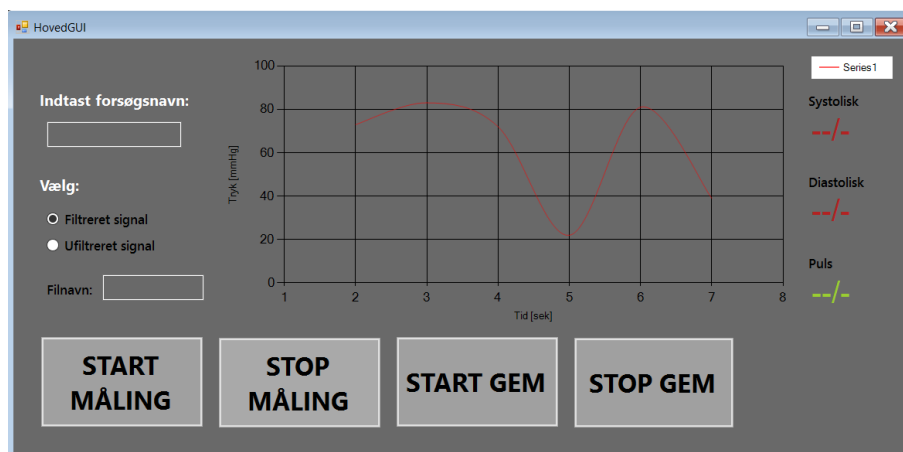 HovedGUI
Indtast forsøgsnavn:
Vælg:
Filtreret signal
Ufiltreret signal
Filnavn:
Tryk [mmHg]
100
80
60
40
20
0
1 2 3 4 5 6 7 8
Tid [sek]
Series1
Systolisk
--/-
Diastolisk
--/-
Puls
--/-
START
MÅLING
STOP
MÅLING
START GEM
STOP GEM